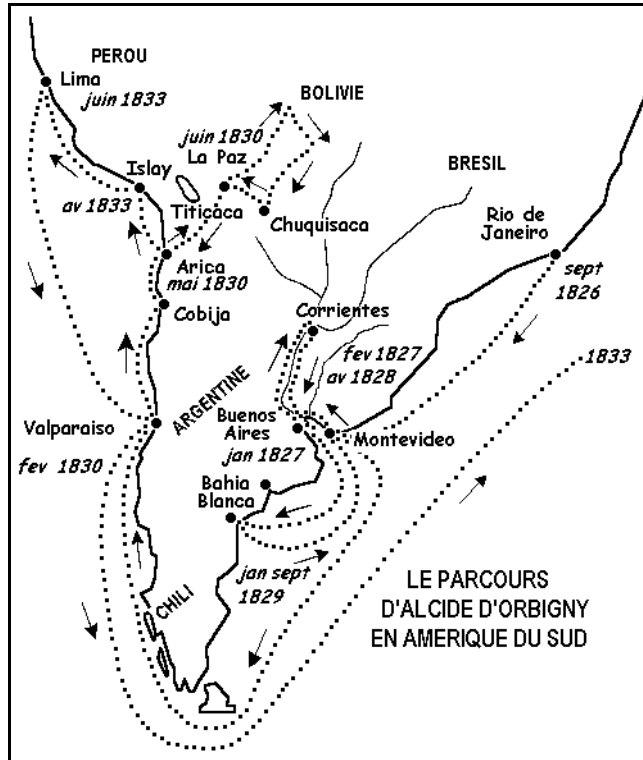 PEROU
Lima
juin 1833
BOLIVIE
juin 1830
La Paz
Islay
BRESIL
av 1833
Titicaca
Chuquisaca
Rio de
Janeiro
Arica
mai 1830
sept
1826
Cobija
Corrientes
fev 1827
av 1828
1833
ARGENTINE
Valparaiso
fev 1830
Buenos
Aires
jan 1827
Montevideo
Bahia
Blanca
jan sept
1829
CHILI
LE PARCOURS
D'ALCIDE D'ORBIGNY
EN AMERIQUE DU SUD